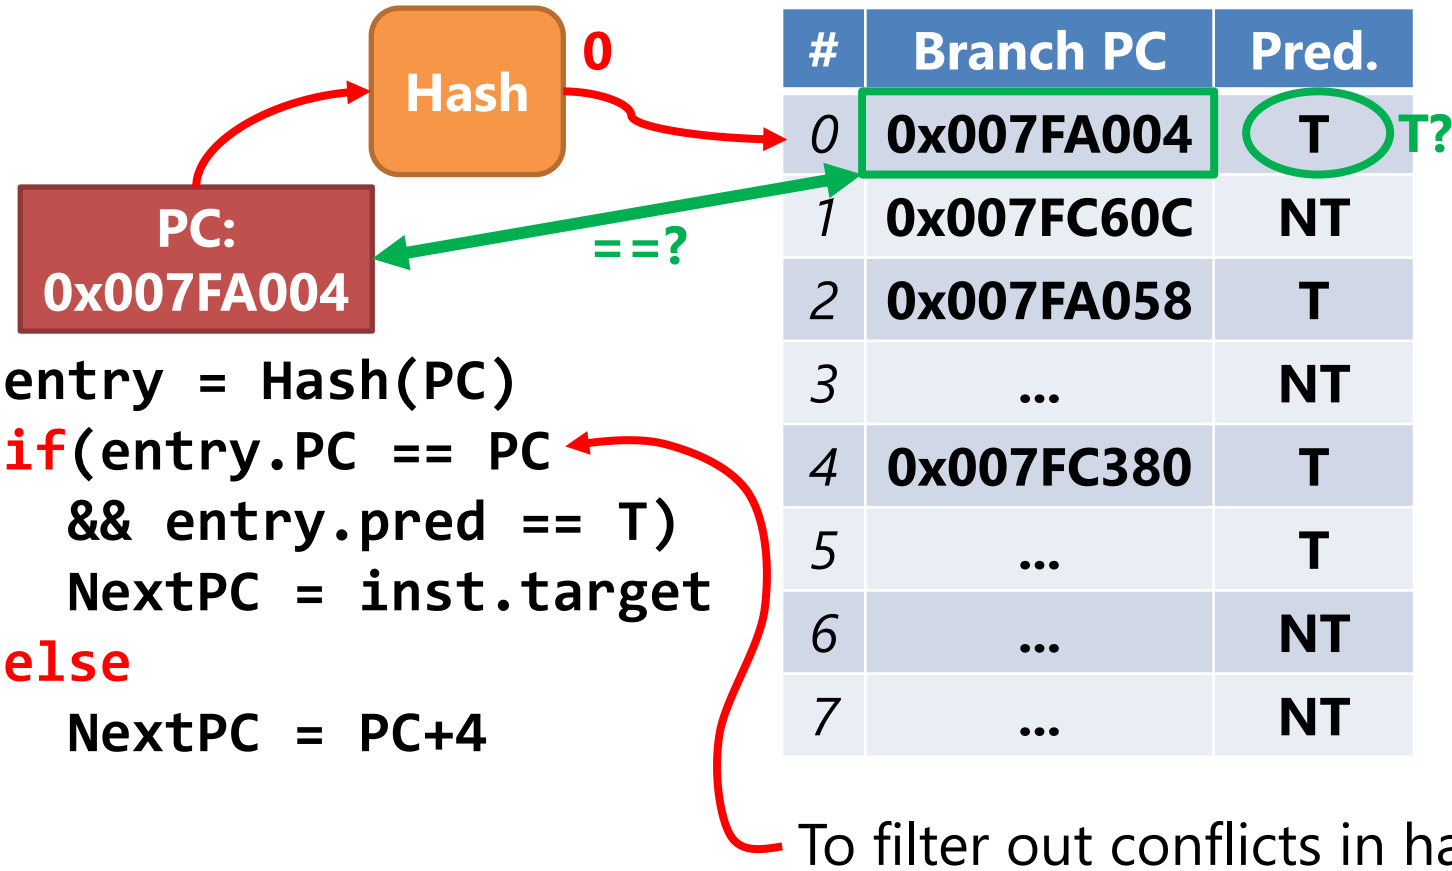 Hash
0
PC:
0x007FA004
==?
# Branch PC Pred.
0 0x007FA004 T
T?
1 0x007FC60C NT
2 0x007FA058 T
3 ... NT
4 0x007FC380 T
5 ... T
6 ... NT
7 ... NT
entry = Hash(PC)
if(entry.PC == PC
&& entry.pred == T)
NextPC = inst.target
else
NextPC = PC+4
To filter out conflicts in